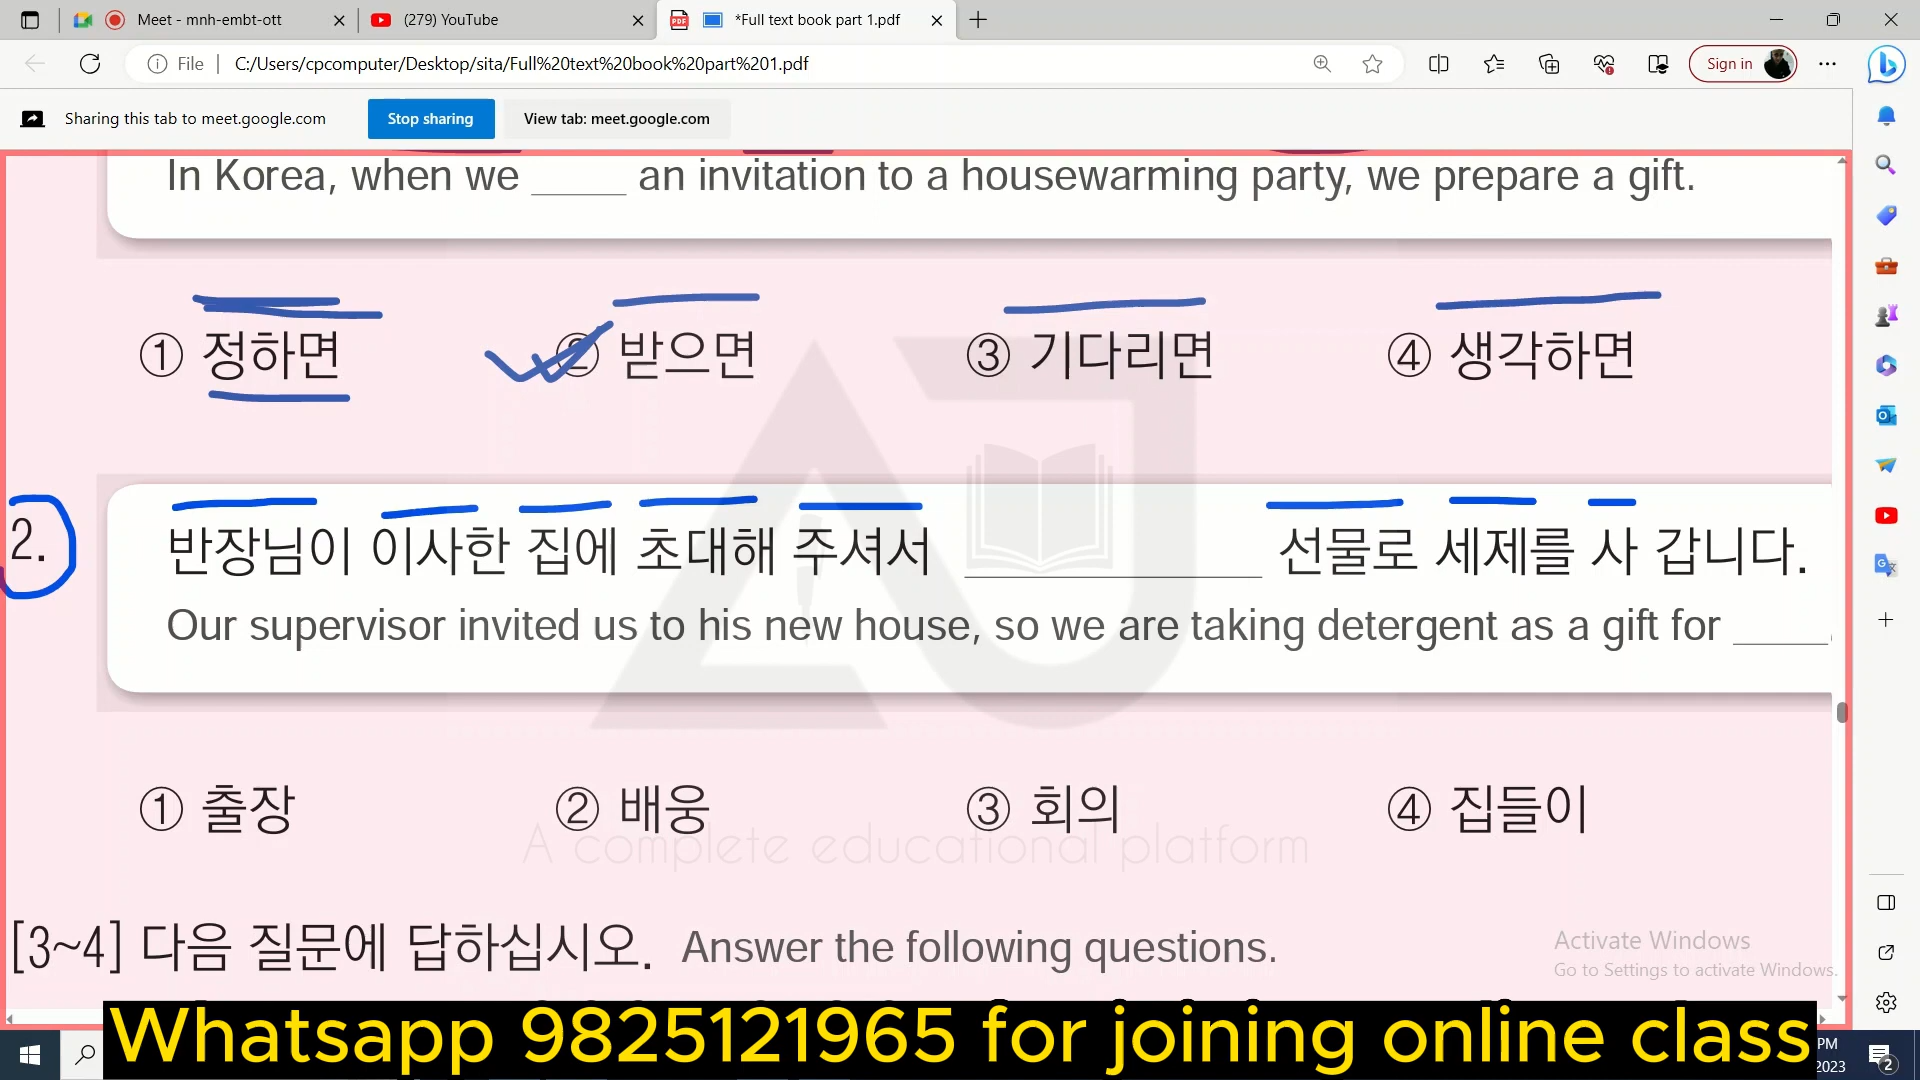 Meet - mnh-embt-ott
(279) YouTube
PDF
*Full text book part 1.pdf
File
C:/Users/cpcomputer/Desktop/sita/Full%20text%20book%20part%201.pdf
Sign in
Sharing this tab to meet.google.com
Stop sharing
View tab: meet.google.com
In Korea, when we ____ an invitation to a housewarming party, we prepare a gift.
① 정하면 ② 받으면 ③ 기다리면 ④ 생각하면
2. 반장님이 이사한 집에 초대해 주셔서 ____________ 선물로 세제를 사 갑니다.
Our supervisor invited us to his new house, so we are taking detergent as a gift for ____.
① 출장 ② 배웅 ③ 회의 ④ 집들이
A complete educational platform
[3~4] 다음 질문에 답하십시오. Answer the following questions.
Activate Windows
Go to Settings to activate Windows.
Whatsapp 9825121965 for joining online class
PM
2023
2